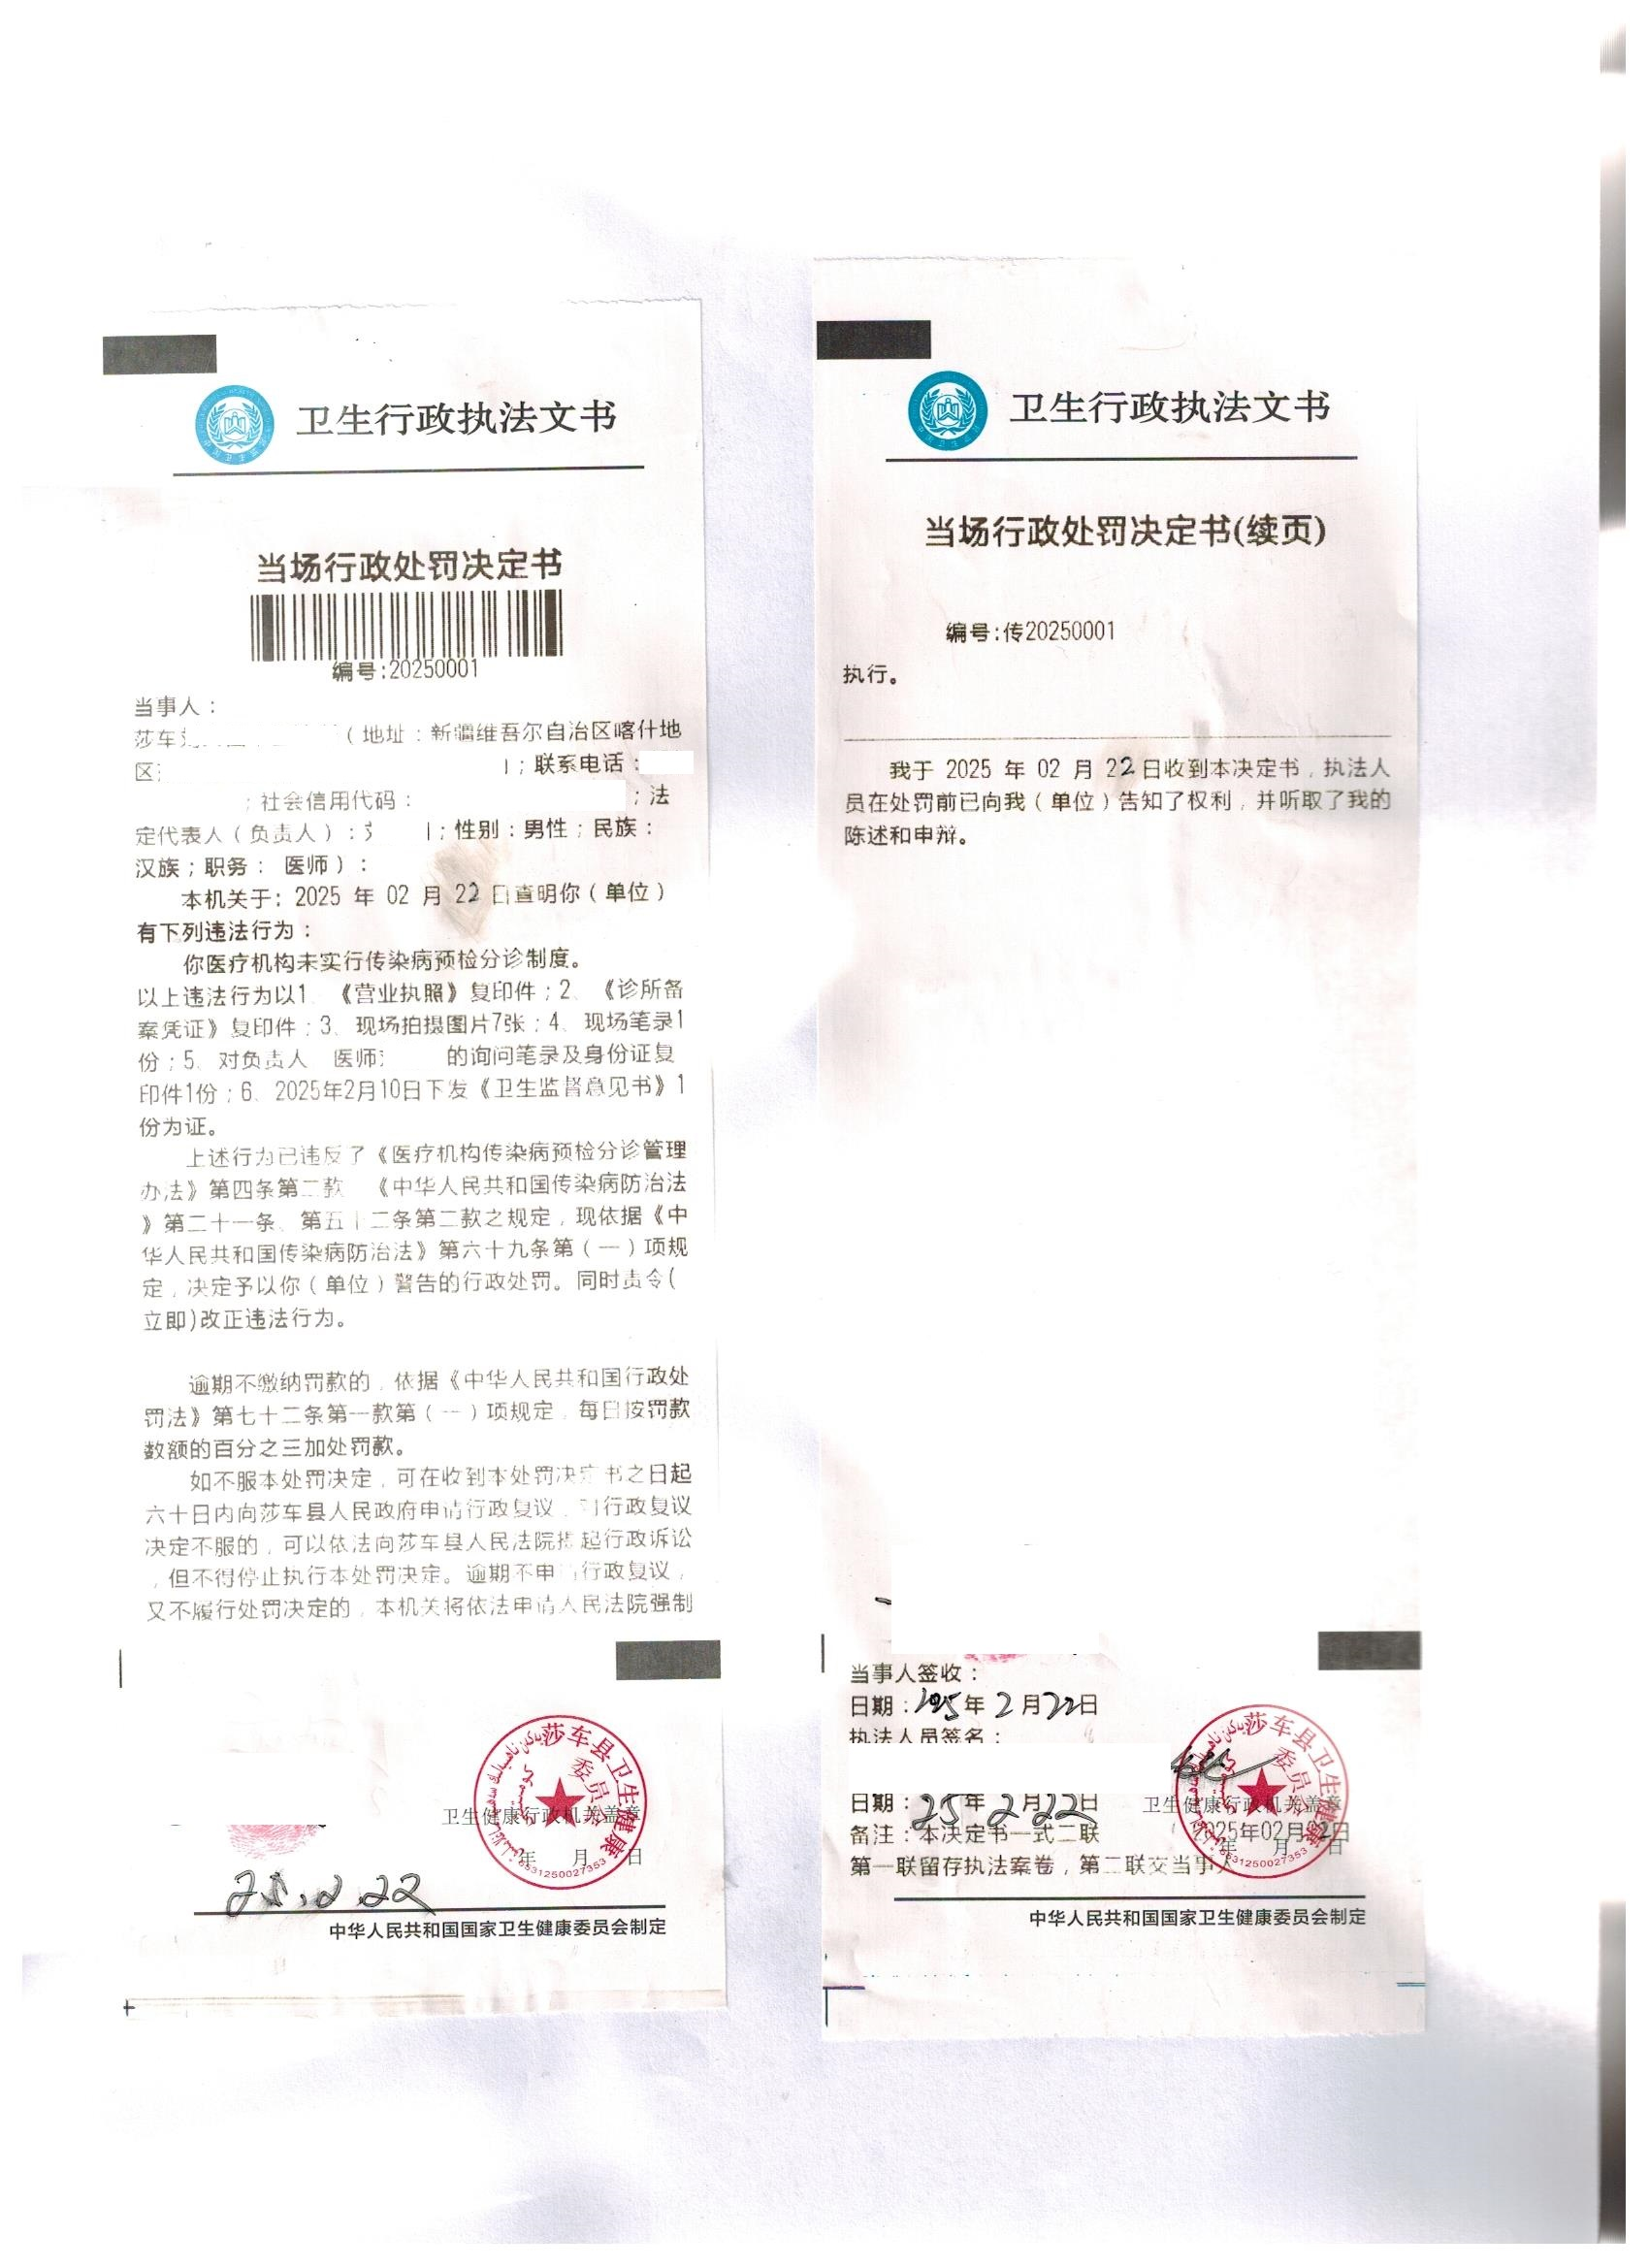 卫生行政执法文书
当场行政处罚决定书
编号:20250001
当事人：
莎车（地址：新疆维吾尔自治区喀什地
区；联系电话：
；社会信用代码：；法
定代表人（负责人）：；性别：男性；民族：
汉族；职务： 医师）：
本机关于: 2025 年 02 月 22 日查明你（单位）
有下列违法行为：
你医疗机构未实行传染病预检分诊制度。
以上违法行为以1、《营业执照》复印件；2、《诊所备
案凭证》复印件；3、现场拍摄图片7张；4、现场笔录1
份；5、对负责人 医师 的询问笔录及身份证复
印件1份；6、2025年2月10日下发《卫生监督意见书》1
份为证。
上述行为已违反了《医疗机构传染病预检分诊管理
办法》第四条第二款 《中华人民共和国传染病防治法
》第二十一条、第五十二条第二款之规定，现依据《中
华人民共和国传染病防治法》第六十九条第（一）项规
定，决定予以你（单位）警告的行政处罚。同时责令(
立即)改正违法行为。
逾期不缴纳罚款的，依据《中华人民共和国行政处
罚法》第七十二条第一款第（一）项规定，每日按罚款
数额的百分之三加处罚款。
如不服本处罚决定，可在收到本处罚决定书之日起
六十日内向莎车县人民政府申请行政复议，对行政复议
决定不服的，可以依法向莎车县人民法院提起行政诉讼
，但不得停止执行本处罚决定。逾期不申请行政复议，
又不履行处罚决定的，本机关将依法申请人民法院强制
莎车县卫生健康
委员会
卫生健康行政机关盖章
年 月 日
6531250027353
25.2.22
中华人民共和国国家卫生健康委员会制定
卫生行政执法文书
当场行政处罚决定书(续页)
编号:传20250001
执行。
我于 2025 年 02 月 22日收到本决定书，执法人
员在处罚前已向我（单位）告知了权利，并听取了我的
陈述和申辩。
当事人签收：
日期：2025年2月22日
执法人员签名：
日期：25年2月22日
备注：本决定书一式二联
第一联留存执法案卷，第二联交当事人
莎车县卫生健康
委员会
卫生健康行政机关盖章
2025年02月22日
年 月 日
6531250027353
中华人民共和国国家卫生健康委员会制定